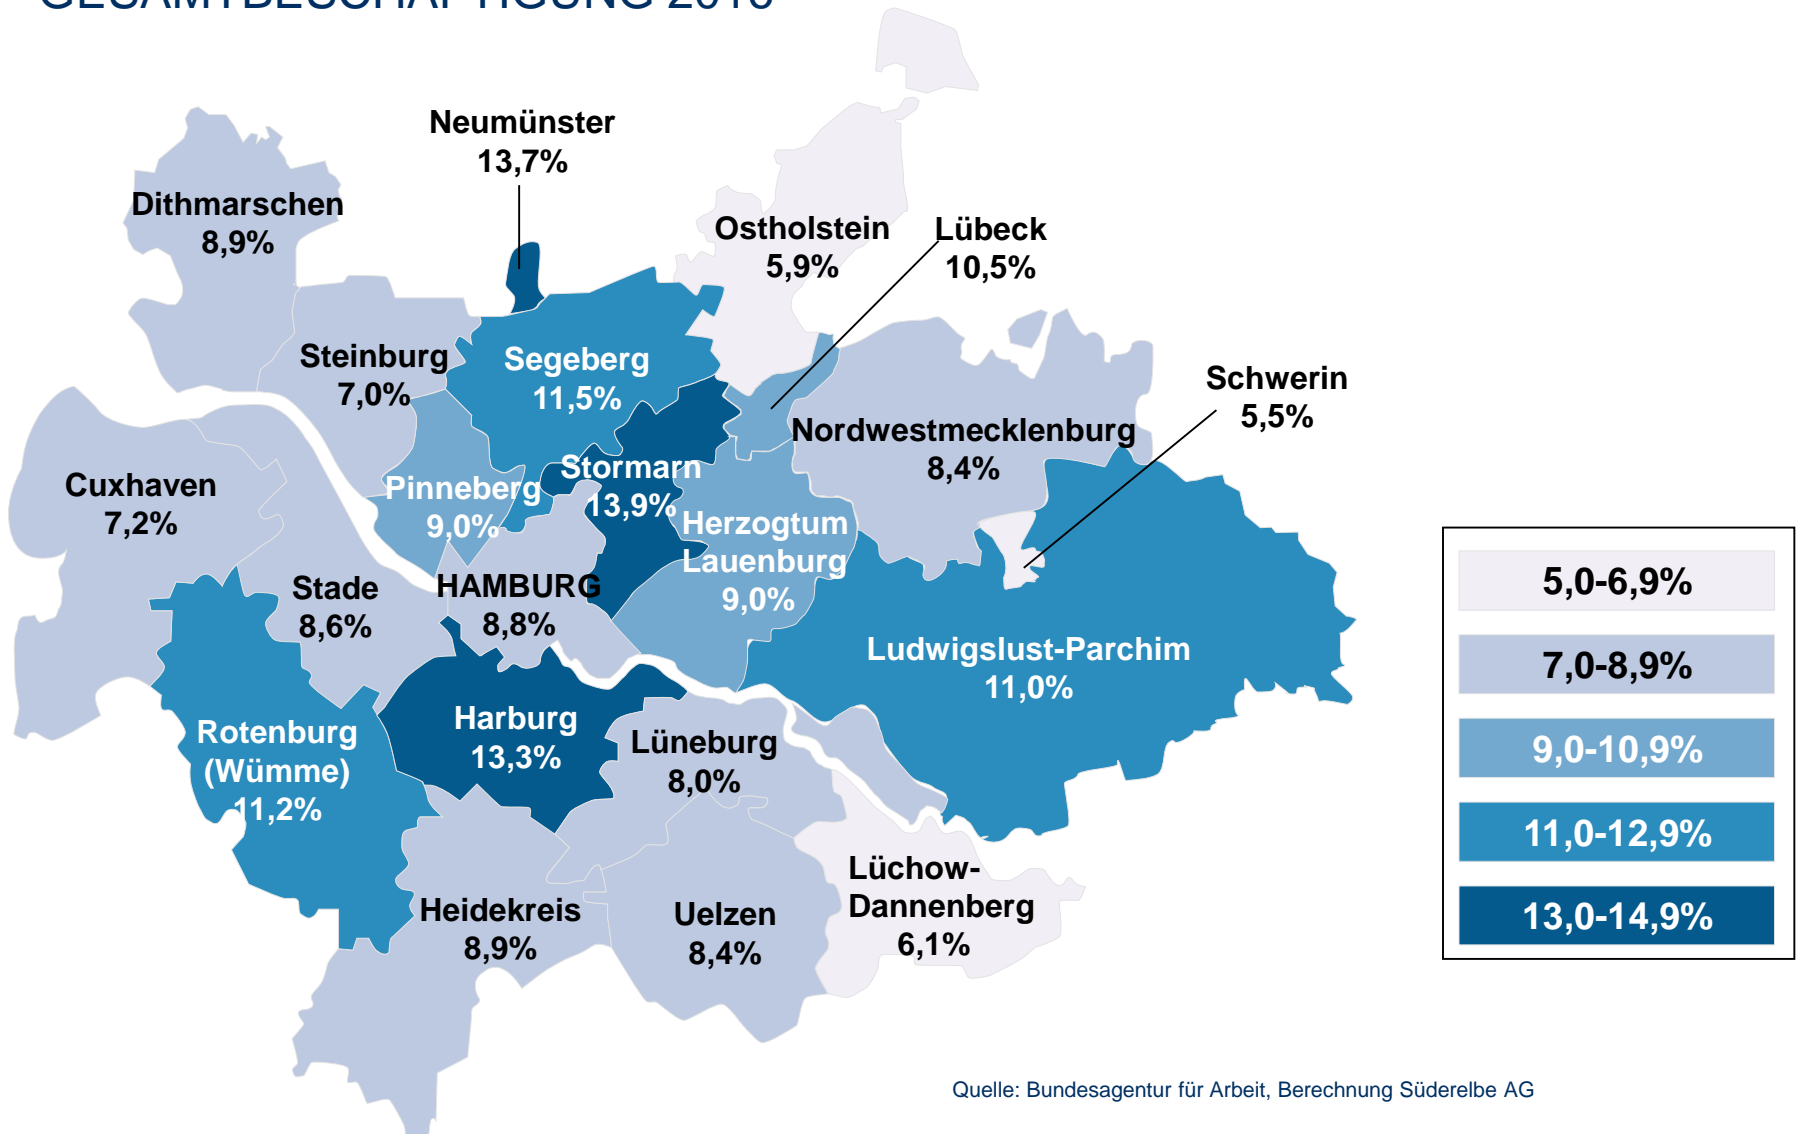 GESAMTBESCHÄFTIGUNG 2016
Neumünster
13,7%
Dithmarschen
8,9%
Ostholstein
5,9%
Lübeck
10,5%
Steinburg
7,0%
Segeberg
11,5%
Schwerin
5,5%
Nordwestmecklenburg
8,4%
Cuxhaven
7,2%
Pinneberg
9,0%
Stormarn
13,9%
Herzogtum
Lauenburg
9,0%
Stade
8,6%
HAMBURG
8,8%
Ludwigslust-Parchim
11,0%
Rotenburg
(Wümme)
11,2%
Harburg
13,3%
Lüneburg
8,0%
Heidekreis
8,9%
Uelzen
8,4%
Lüchow-
Dannenberg
6,1%
5,0-6,9%
7,0-8,9%
9,0-10,9%
11,0-12,9%
13,0-14,9%
Quelle: Bundesagentur für Arbeit, Berechnung Süderelbe AG